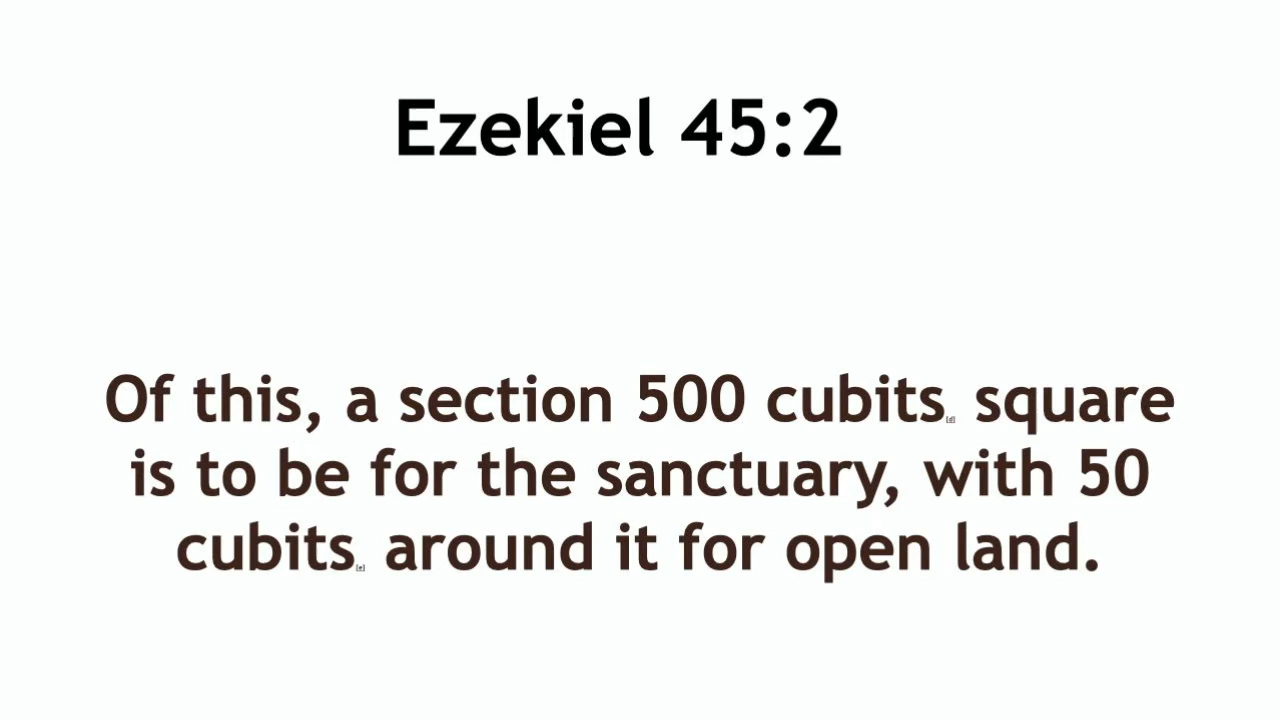 Ezekiel 45:2
Of this, a section 500 cubits[d] square
is to be for the sanctuary, with 50
cubits[e] around it for open land.